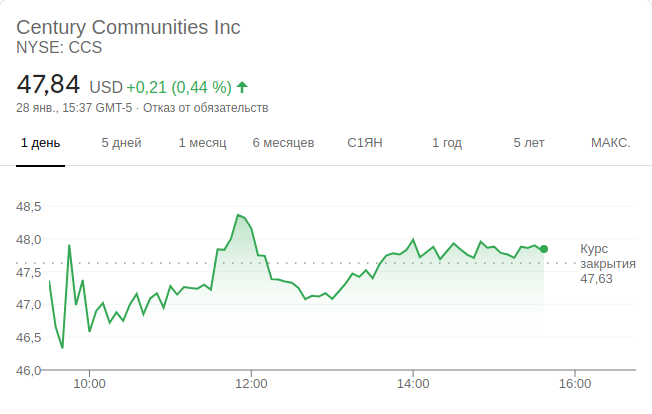 Century Communities Inc
NYSE: CCS
47,84 USD +0,21 (0,44 %)
28 янв., 15:37 GMT-5 · Отказ от обязательств
1 день 5 дней 1 месяц 6 месяцев С1ЯН 1 год 5 лет МАКС.
48,5
48,0
Курс
закрытия
47,63
47,5
47,0
46,5
46,0
10:00 12:00 14:00 16:00